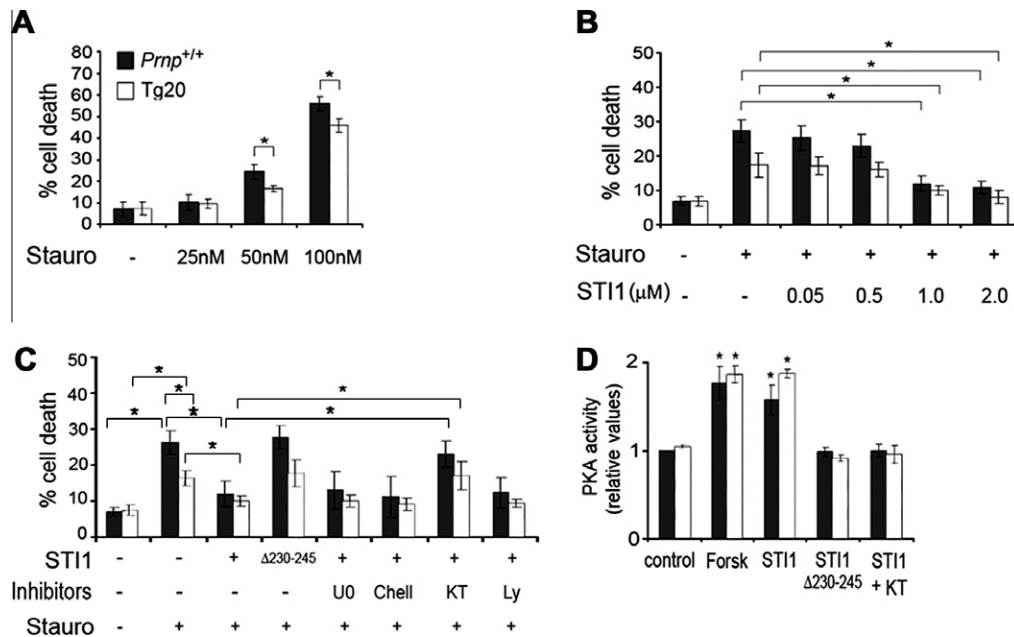 A
% cell death
80
70
60
50
40
30
20
10
0
Prnp+/+
Tg20
*
*
Stauro - 25nM 50nM 100nM
B
% cell death
50
40
30
20
10
0
*
*
*
*
Stauro - + + + + +
STI1 (μM) - - 0.05 0.5 1.0 2.0
C
% cell death
50
40
30
20
10
0
*
*
*
*
*
*
*
STI1 - - + Δ230-245 + + + +
Inhibitors - - - - U0 Chell KT Ly
Stauro - + + + + + + +
D
PKA activity
(relative values)
2
1
0
* *
* *
control Forsk STI1 STI1 STI1
Δ230-245 + KT